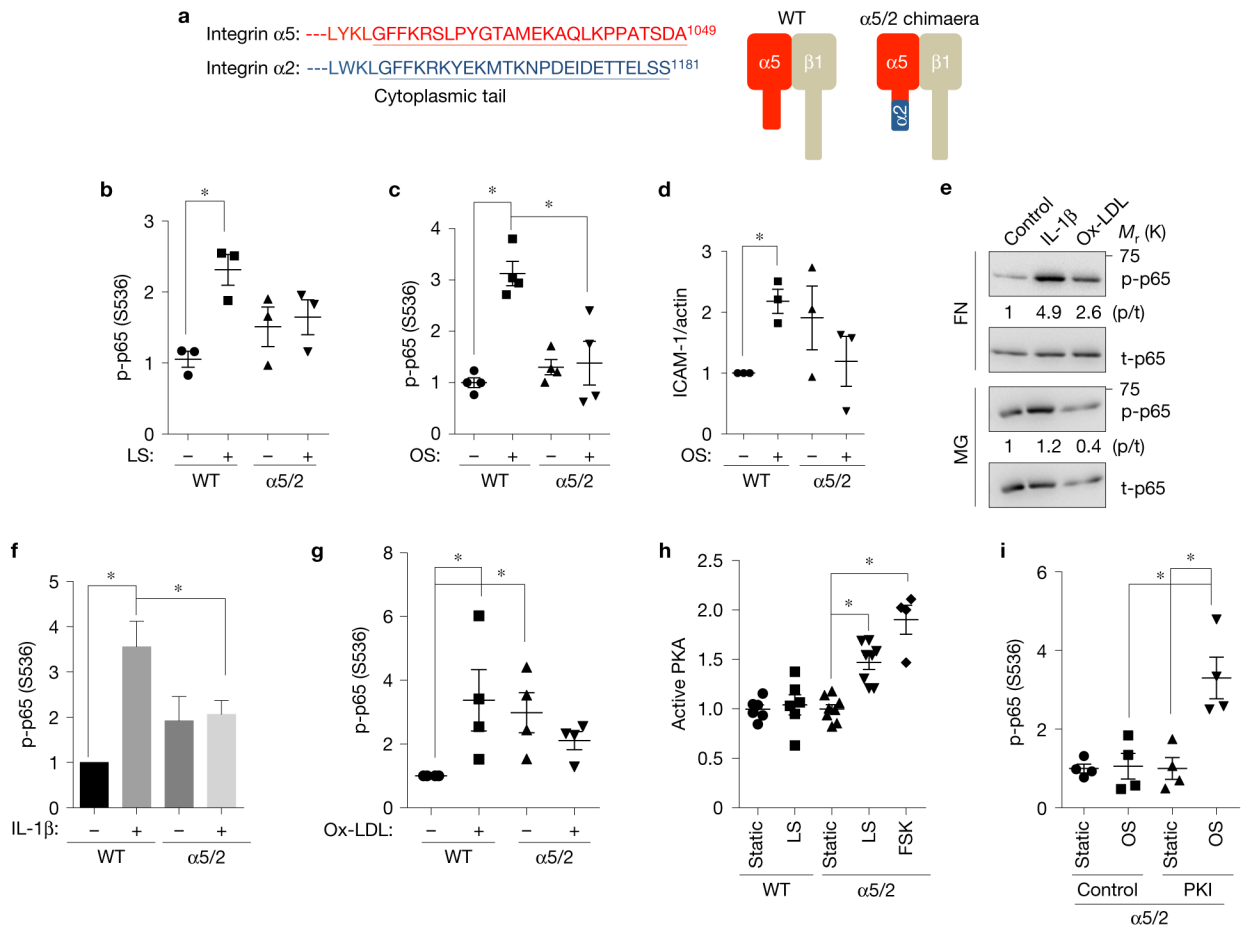 a
Integrin α5: ---LYKLGFFKRSLPYGTAMEKAQLKPPATSDA1049
Integrin α2: ---LWKLGFFKRKYEKMTKNPDEIDETTELSS1181
Cytoplasmic tail
WT
α5 β1
α5/2 chimaera
α5 β1
α2
b
p-p65 (S536)
3
2
1
0
*
LS: – + – +
WT α5/2
c
p-p65 (S536)
4
3
2
1
0
* *
OS: – + – +
WT α5/2
d
ICAM-1/actin
3
2
1
0
*
OS: – + – +
WT α5/2
e
Control IL-1β Ox-LDL Mr (K)
FN
75
p-p65
1 4.9 2.6 (p/t)
t-p65
MG
75
p-p65
1 1.2 0.4 (p/t)
t-p65
f
p-p65 (S536)
5
4
3
2
1
0
* *
IL-1β: – + – +
WT α5/2
g
p-p65 (S536)
8
6
4
2
0
* *
Ox-LDL: – + – +
WT α5/2
h
Active PKA
2.5
2.0
1.5
1.0
0.5
0.0
*
*
Static LS Static LS FSK
WT α5/2
i
p-p65 (S536)
6
4
2
0
*
*
Static OS Static OS
Control PKI
α5/2